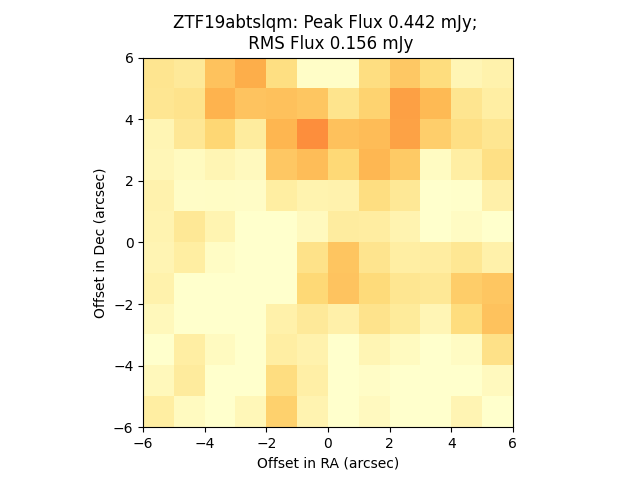 ZTF19abtslqm: Peak Flux 0.442 mJy;
RMS Flux 0.156 mJy
6
4
2
0
−2
−4
−6
Offset in Dec (arcsec)
−6 −4 −2 0 2 4 6
Offset in RA (arcsec)